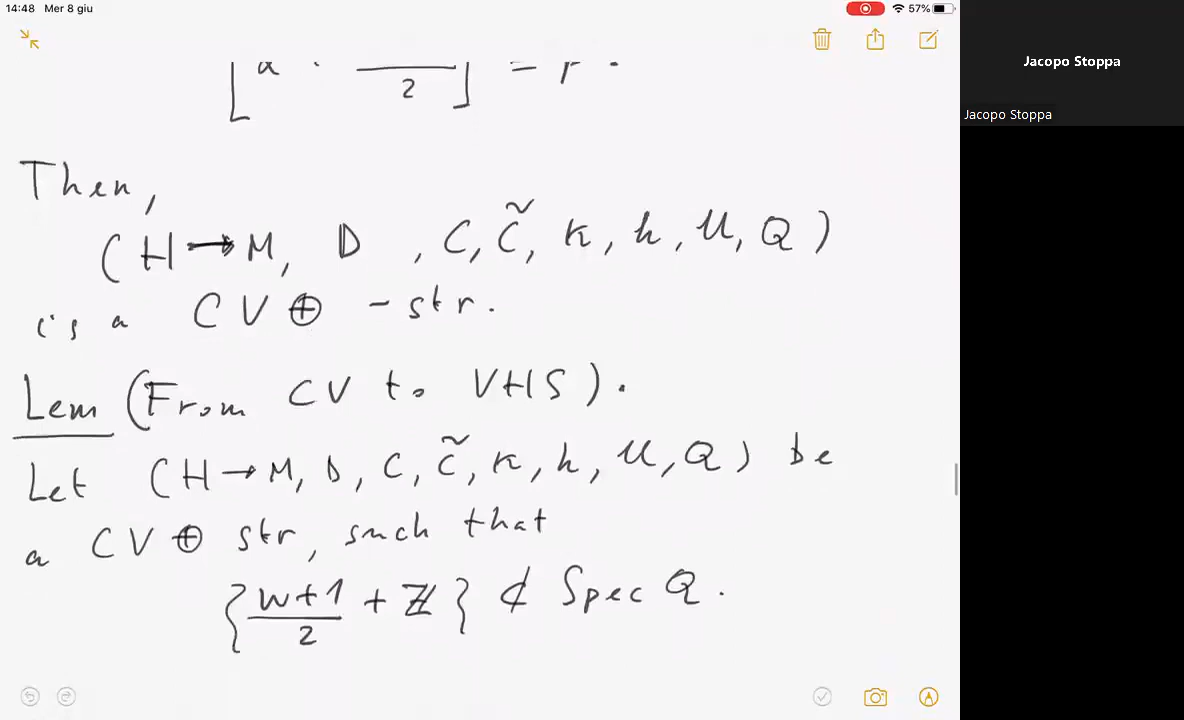 14:48 Mer 8 giu
57%
Jacopo Stoppa
Jacopo Stoppa
2
Then,
(H → M, D, C, C̃, κ, h, U, Q)
is a CV⊕ - str.
Lem (From CV to VHS).
Let (H → M, D, C, C̃, κ, h, U, Q) be
a CV⊕ str, such that
{ (w+1)/2 + ℤ } ⊄ Spec Q.